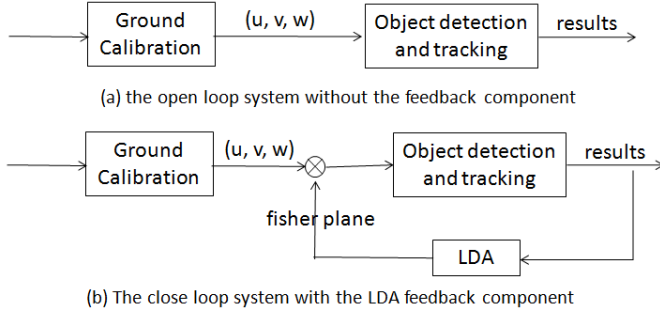 Ground
Calibration
(u, v, w)
Object detection
and tracking
results
(a) the open loop system without the feedback component
Ground
Calibration
(u, v, w)
Object detection
and tracking
results
fisher plane
LDA
(b) The close loop system with the LDA feedback component